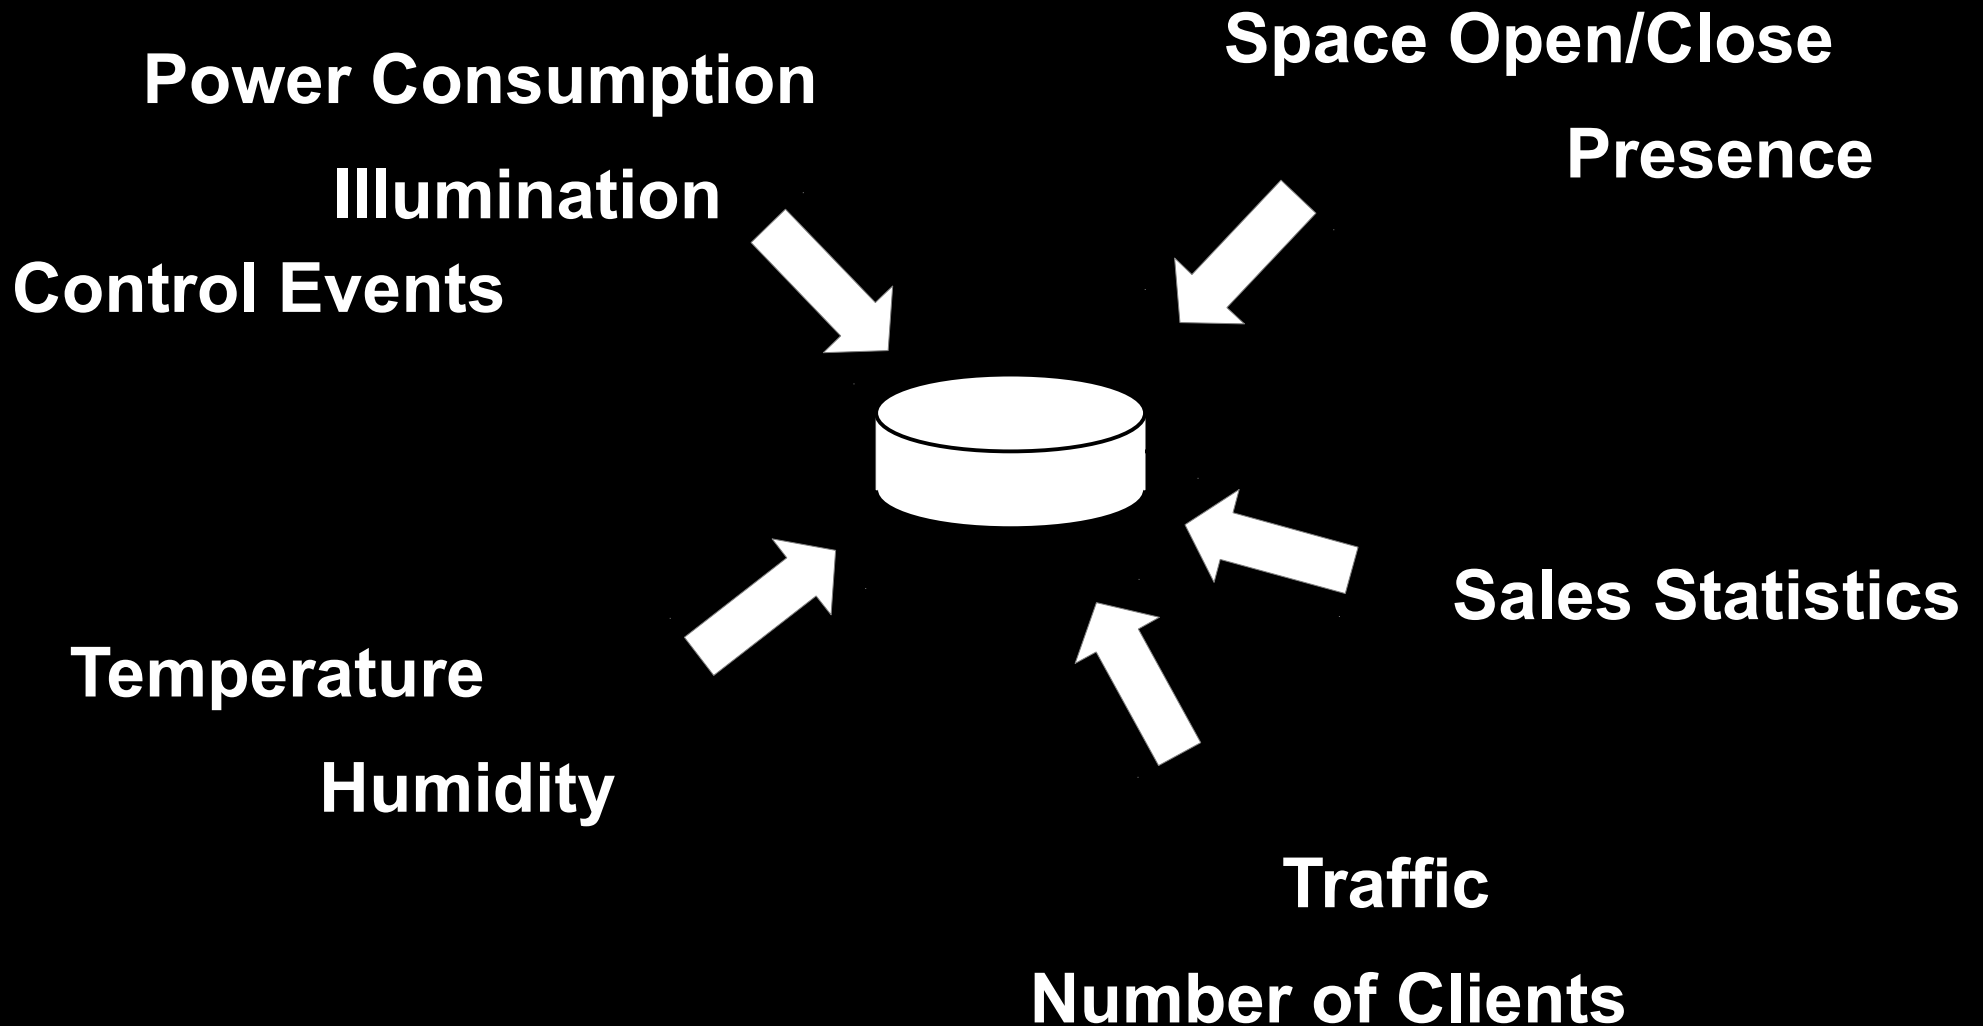 Space Open/Close
Power Consumption
Presence
Illumination
Control Events
Sales Statistics
Temperature
Humidity
Traffic
Number of Clients